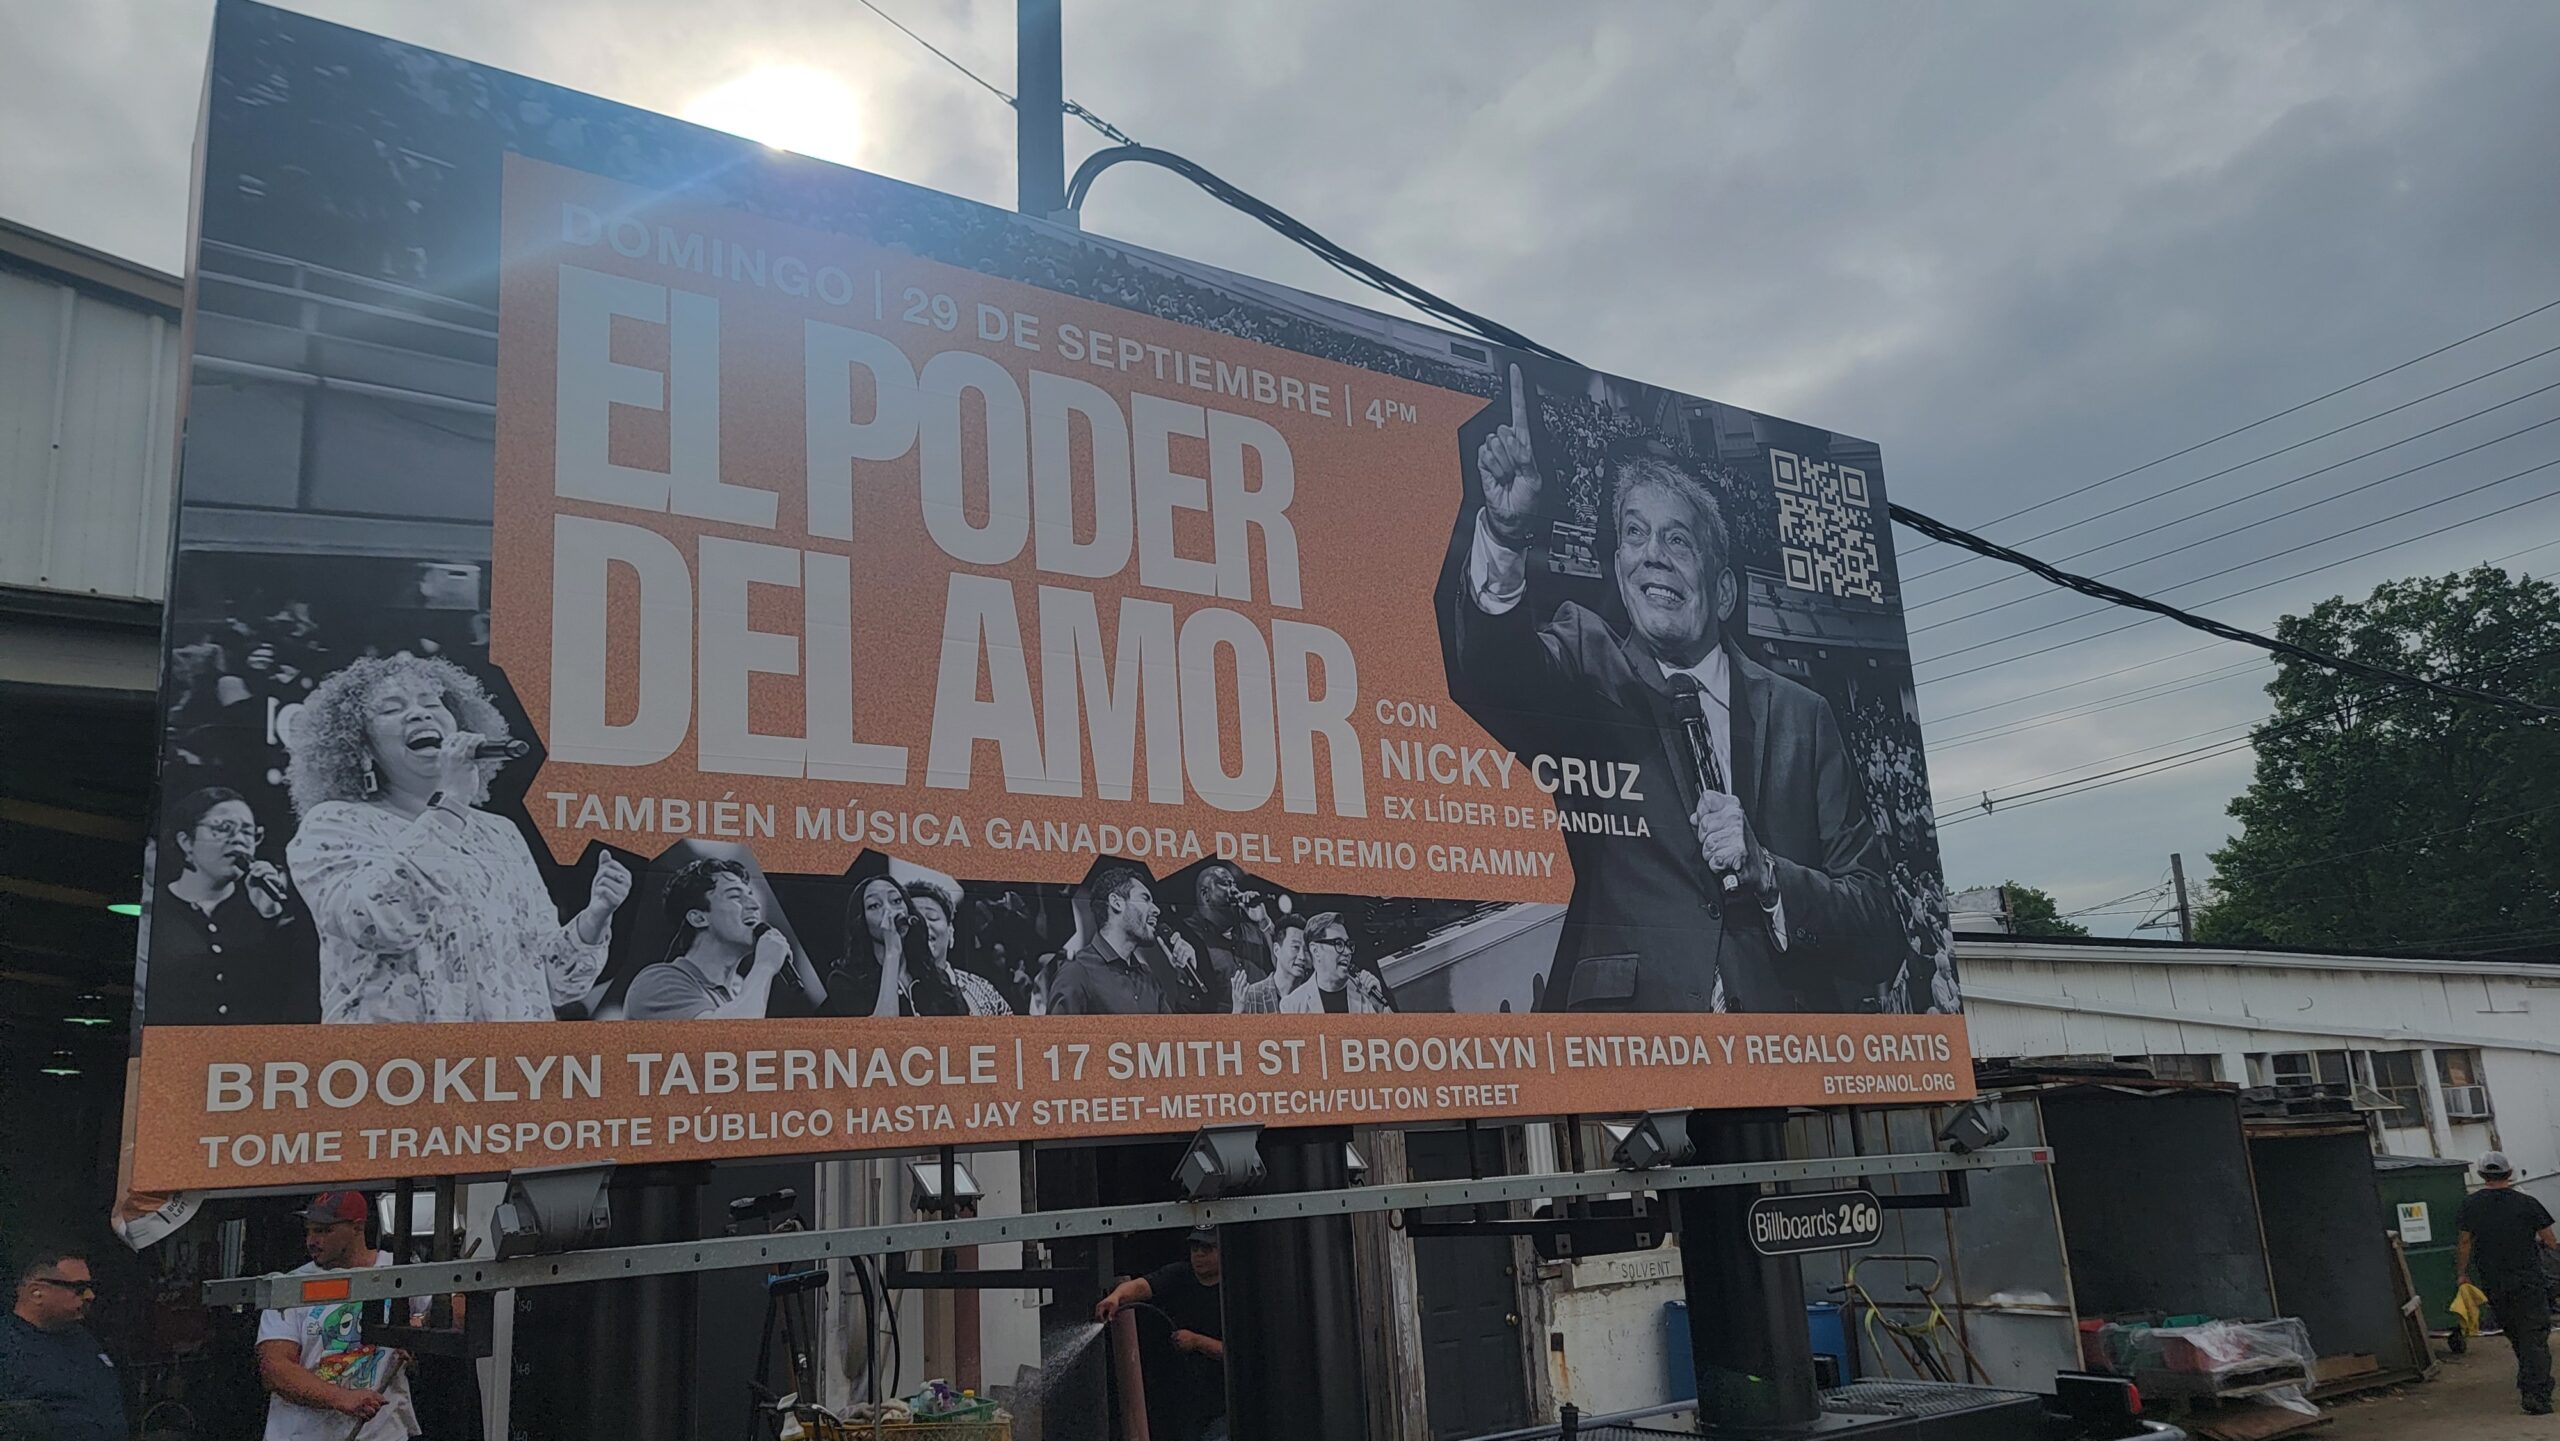 DOMINGO | 29 DE SEPTIEMBRE | 4PM
EL PODER
DEL AMOR
CON
NICKY CRUZ
EX LÍDER DE PANDILLA
TAMBIÉN MÚSICA GANADORA DEL PREMIO GRAMMY
BROOKLYN TABERNACLE | 17 SMITH ST | BROOKLYN | ENTRADA Y REGALO GRATIS
TOME TRANSPORTE PÚBLICO HASTA JAY STREET-METROTECH/FULTON STREET
BTESPANOL.ORG
Billboards2Go
SOLVENT
WM